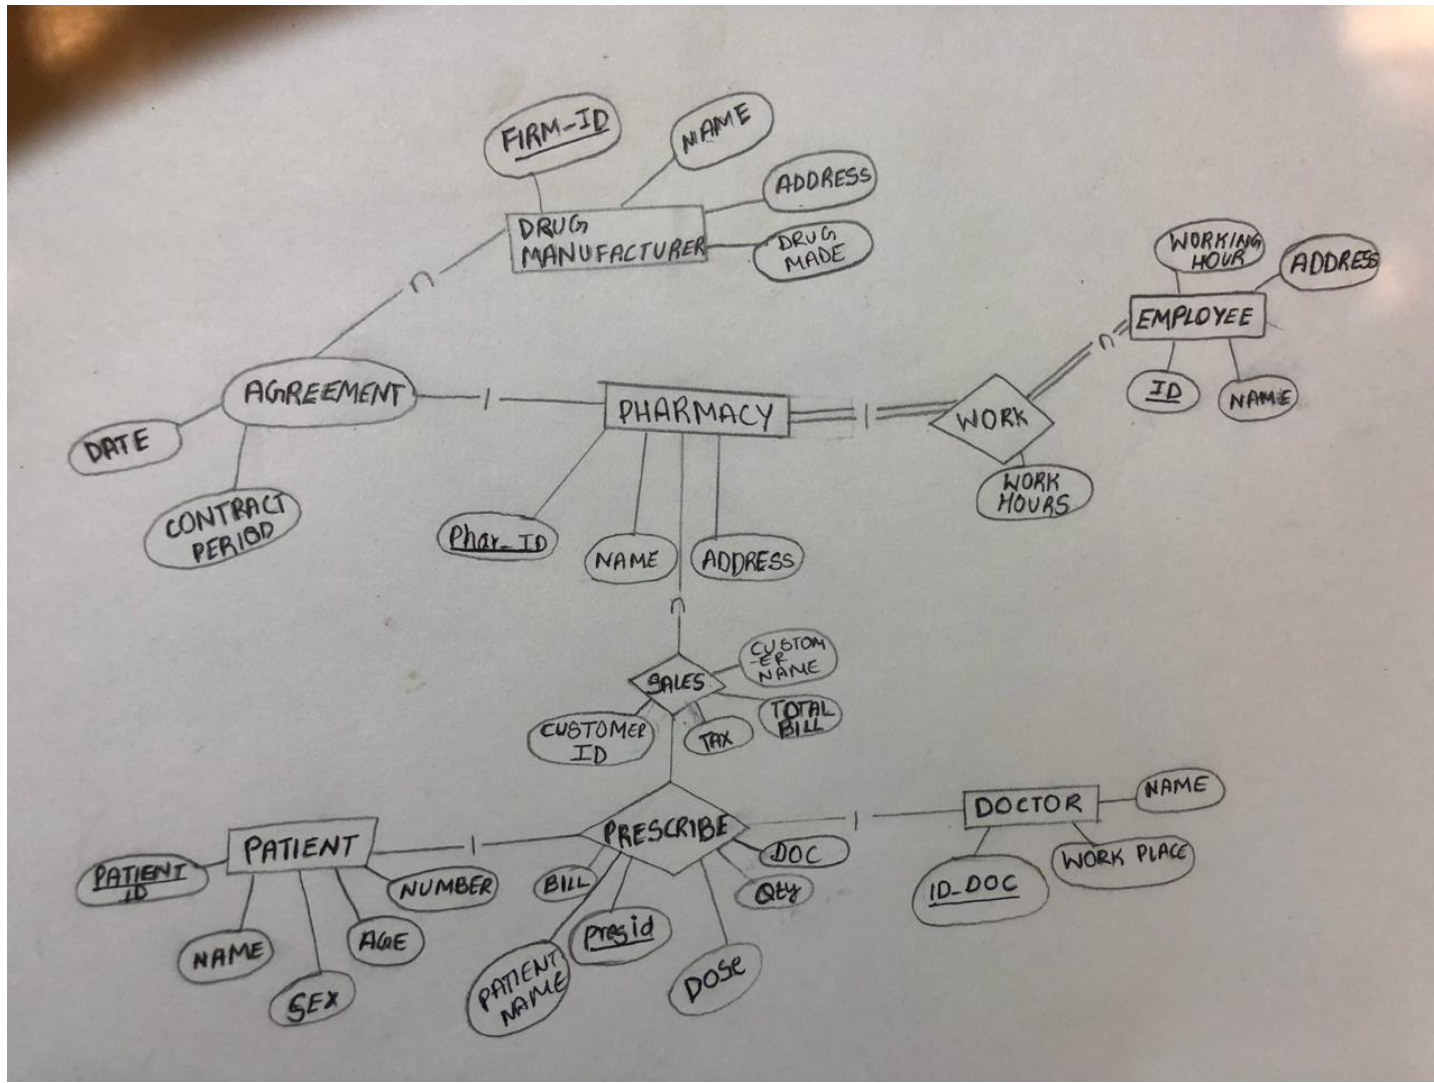 FIRM-ID
NAME
ADDRESS
DRUG
MANUFACTURER
DRUG
MADE
n
WORKING
HOUR
ADDRESS
EMPLOYEE
n
ID
NAME
AGREEMENT
1
PHARMACY
1
WORK
WORK
HOURS
DATE
CONTRACT
PERIOD
Phar_ID
NAME
ADDRESS
n
SALES
CUSTOM
-ER
NAME
CUSTOMER
ID
TAX
TOTAL
BILL
PATIENT
1
PRESCRIBE
1
DOCTOR
NAME
PATIENT
ID
NUMBER
BILL
DOC
Qty
ID_DOC
WORK PLACE
NAME
SEX
AGE
PATIENT
NAME
presid
DOSe